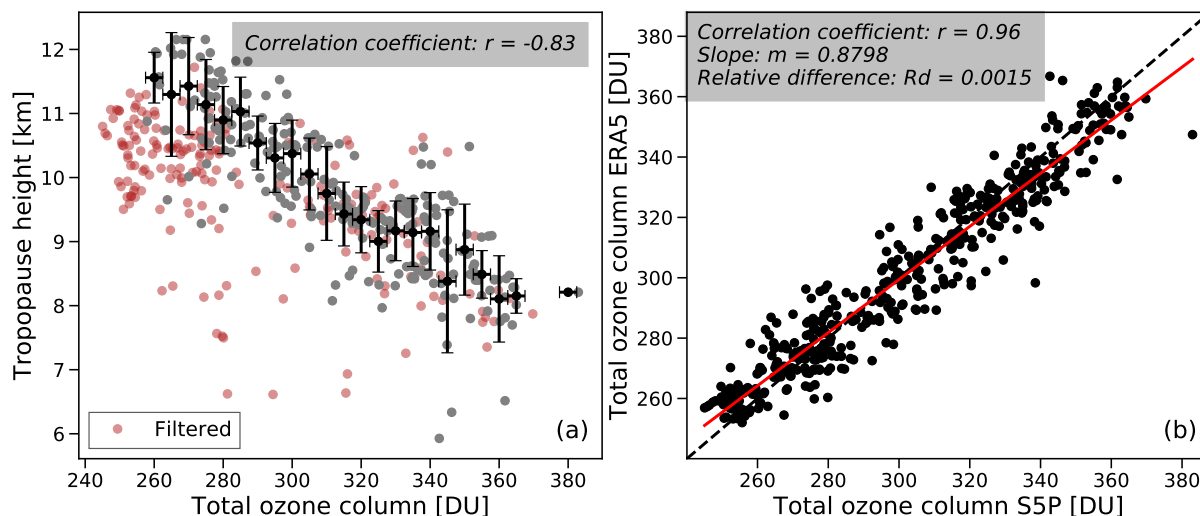 Correlation coefficient: r = -0.83
Tropopause height [km]
12
11
10
9
8
7
6
Filtered
(a)
240
260
280
300
320
340
360
380
Total ozone column [DU]
Correlation coefficient: r = 0.96
Slope: m = 0.8798
Relative difference: Rd = 0.0015
Total ozone column ERA5 [DU]
380
360
340
320
300
280
260
(b)
260
280
300
320
340
360
380
Total ozone column S5P [DU]